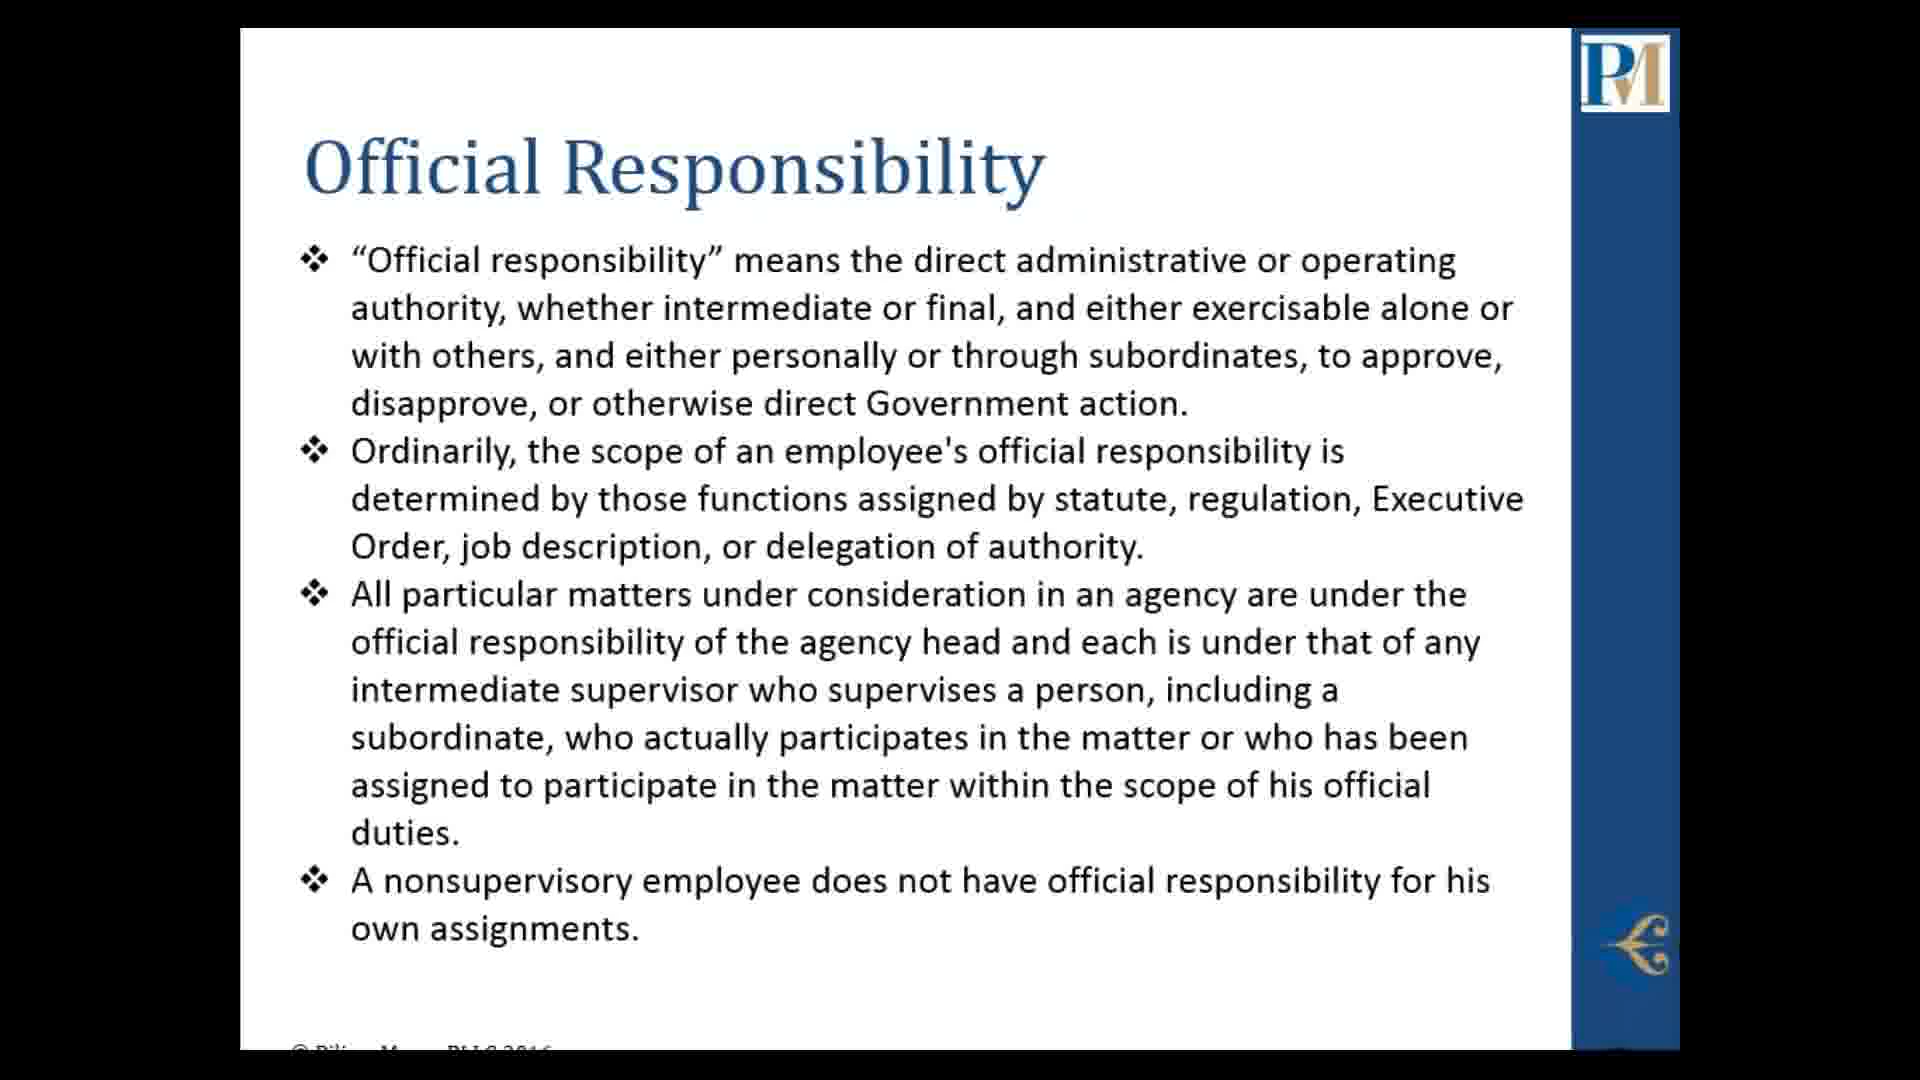 PM
Official Responsibility
❖ “Official responsibility” means the direct administrative or operating
authority, whether intermediate or final, and either exercisable alone or
with others, and either personally or through subordinates, to approve,
disapprove, or otherwise direct Government action.
❖ Ordinarily, the scope of an employee's official responsibility is
determined by those functions assigned by statute, regulation, Executive
Order, job description, or delegation of authority.
❖ All particular matters under consideration in an agency are under the
official responsibility of the agency head and each is under that of any
intermediate supervisor who supervises a person, including a
subordinate, who actually participates in the matter or who has been
assigned to participate in the matter within the scope of his official
duties.
❖ A nonsupervisory employee does not have official responsibility for his
own assignments.